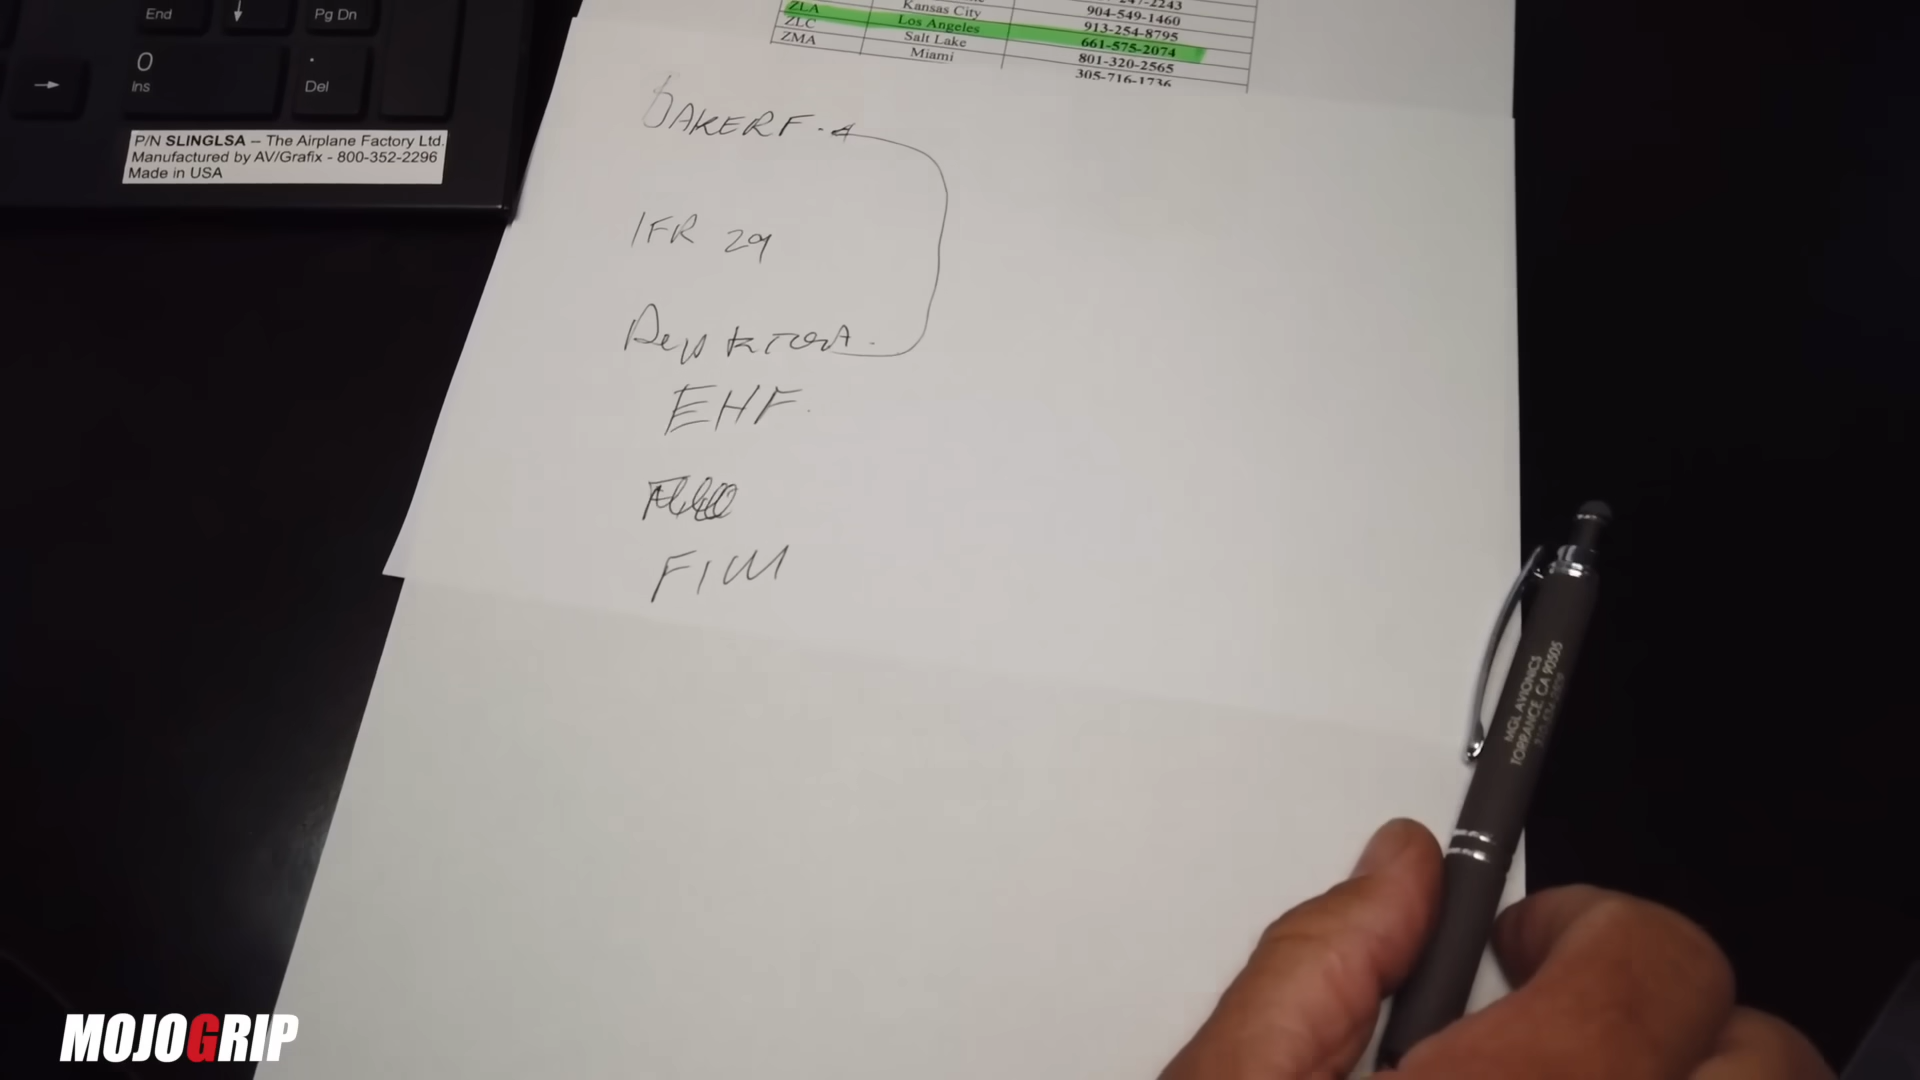 End
Pg Dn
0
Ins
.
Del
P/N SLINGLSA – The Airplane Factory Ltd.
Manufactured by AV/Grafix - 800-352-2296
Made in USA
904-549-1460
ZLA Kansas City 913-254-8795
ZLC Los Angeles 661-575-2074
ZMA Salt Lake 801-320-2565
Miami 305-716-1736
BAKERF.
IFR 29
EHF.
FIM
MGL AVIONICS
TORRANCE, CA 90505
MOJOGRIP